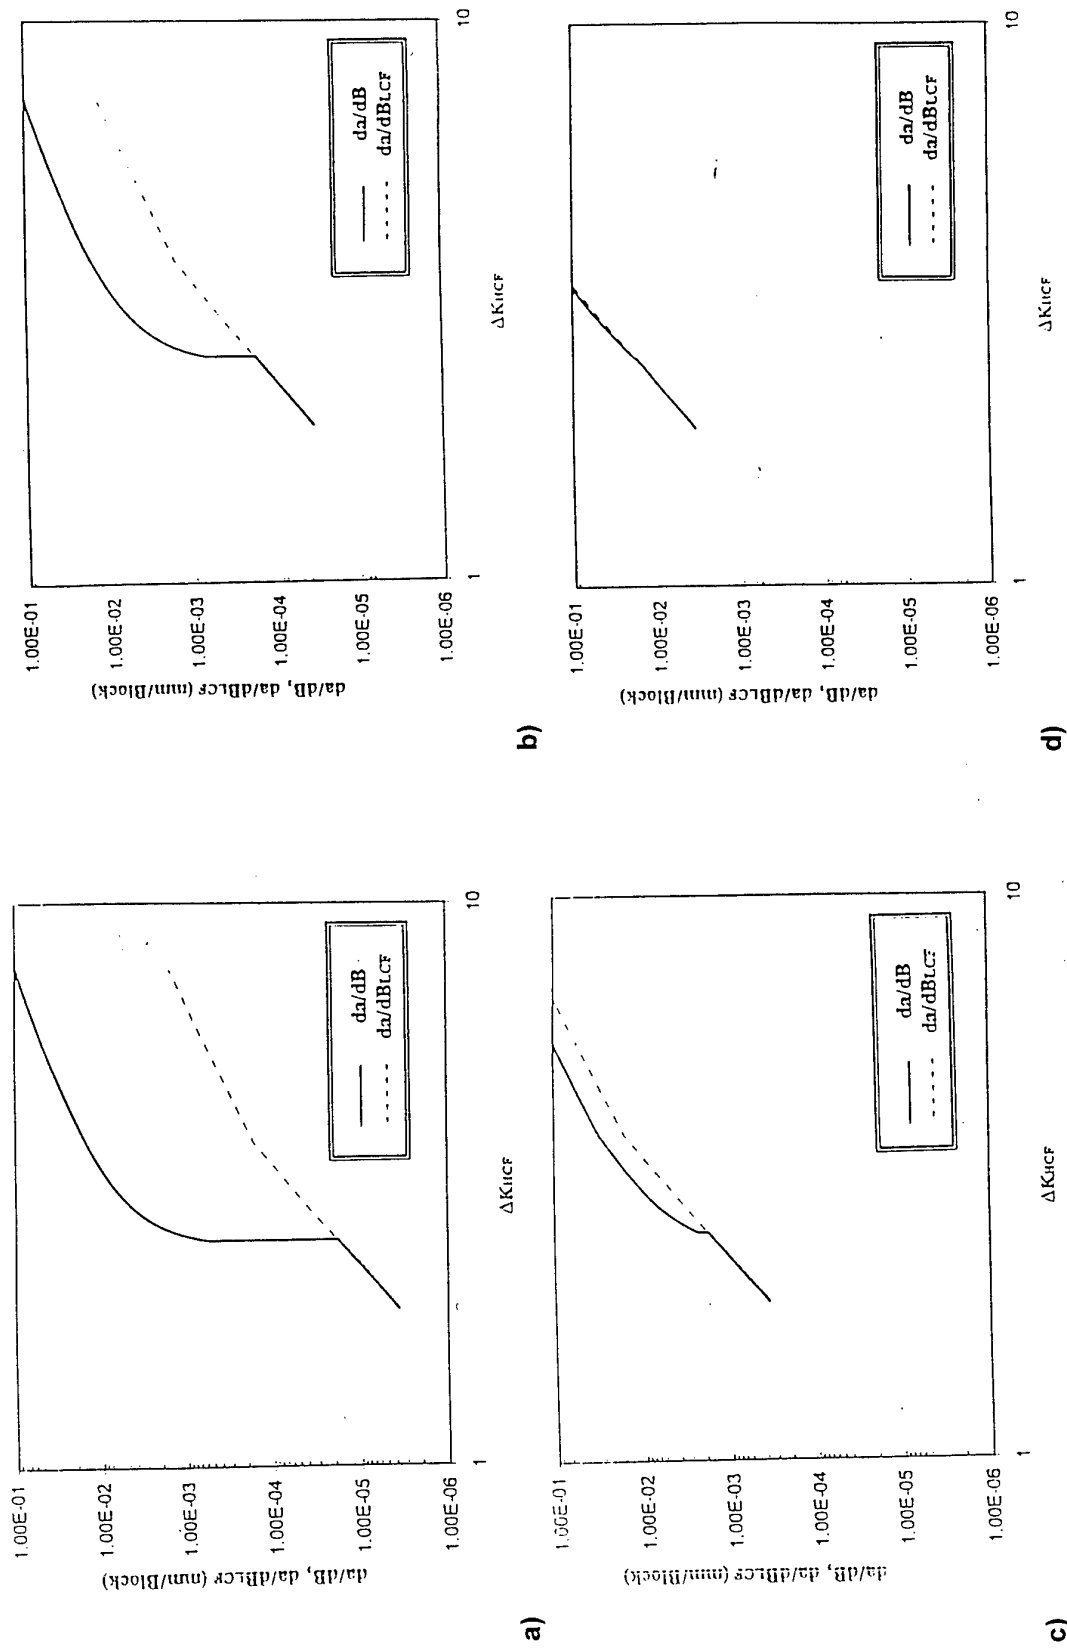 a)
da/dB, da/dBLCF (mm/Block)
1.00E-01
1.00E-02
1.00E-03
1.00E-04
1.00E-05
1.00E-06
1
10
ΔKHCF
da/dB
da/dBLCF
b)
da/dB, da/dBLCF (mm/Block)
1.00E-01
1.00E-02
1.00E-03
1.00E-04
1.00E-05
1.00E-06
1
10
ΔKHCF
da/dB
da/dBLCF
c)
da/dB, da/dBLCF (mm/Block)
1.00E-01
1.00E-02
1.00E-03
1.00E-04
1.00E-05
1.00E-06
1
10
ΔKHCF
da/dB
da/dBLCF
d)
da/dB, da/dBLCF (mm/Block)
1.00E-01
1.00E-02
1.00E-03
1.00E-04
1.00E-05
1.00E-06
1
10
ΔKHCF
da/dB
da/dBLCF